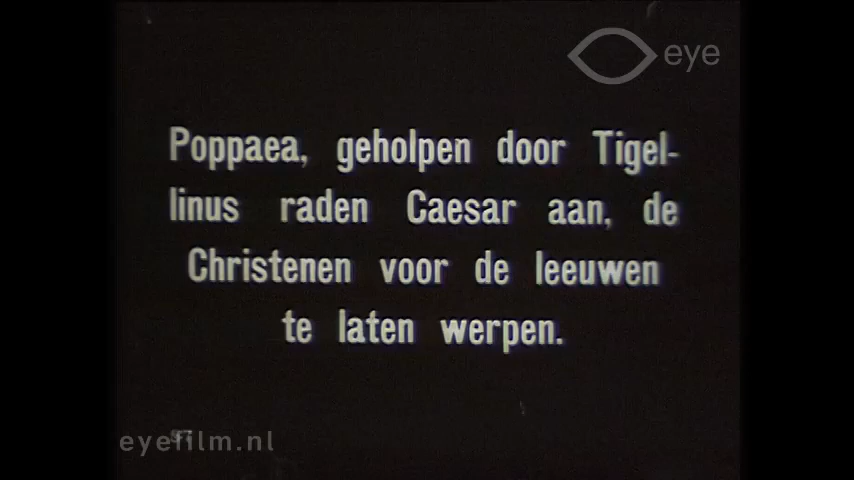 eye
Poppaea, geholpen door Tigel-
linus raden Caesar aan, de
Christenen voor de leeuwen
te laten werpen.
97
eyefilm.nl